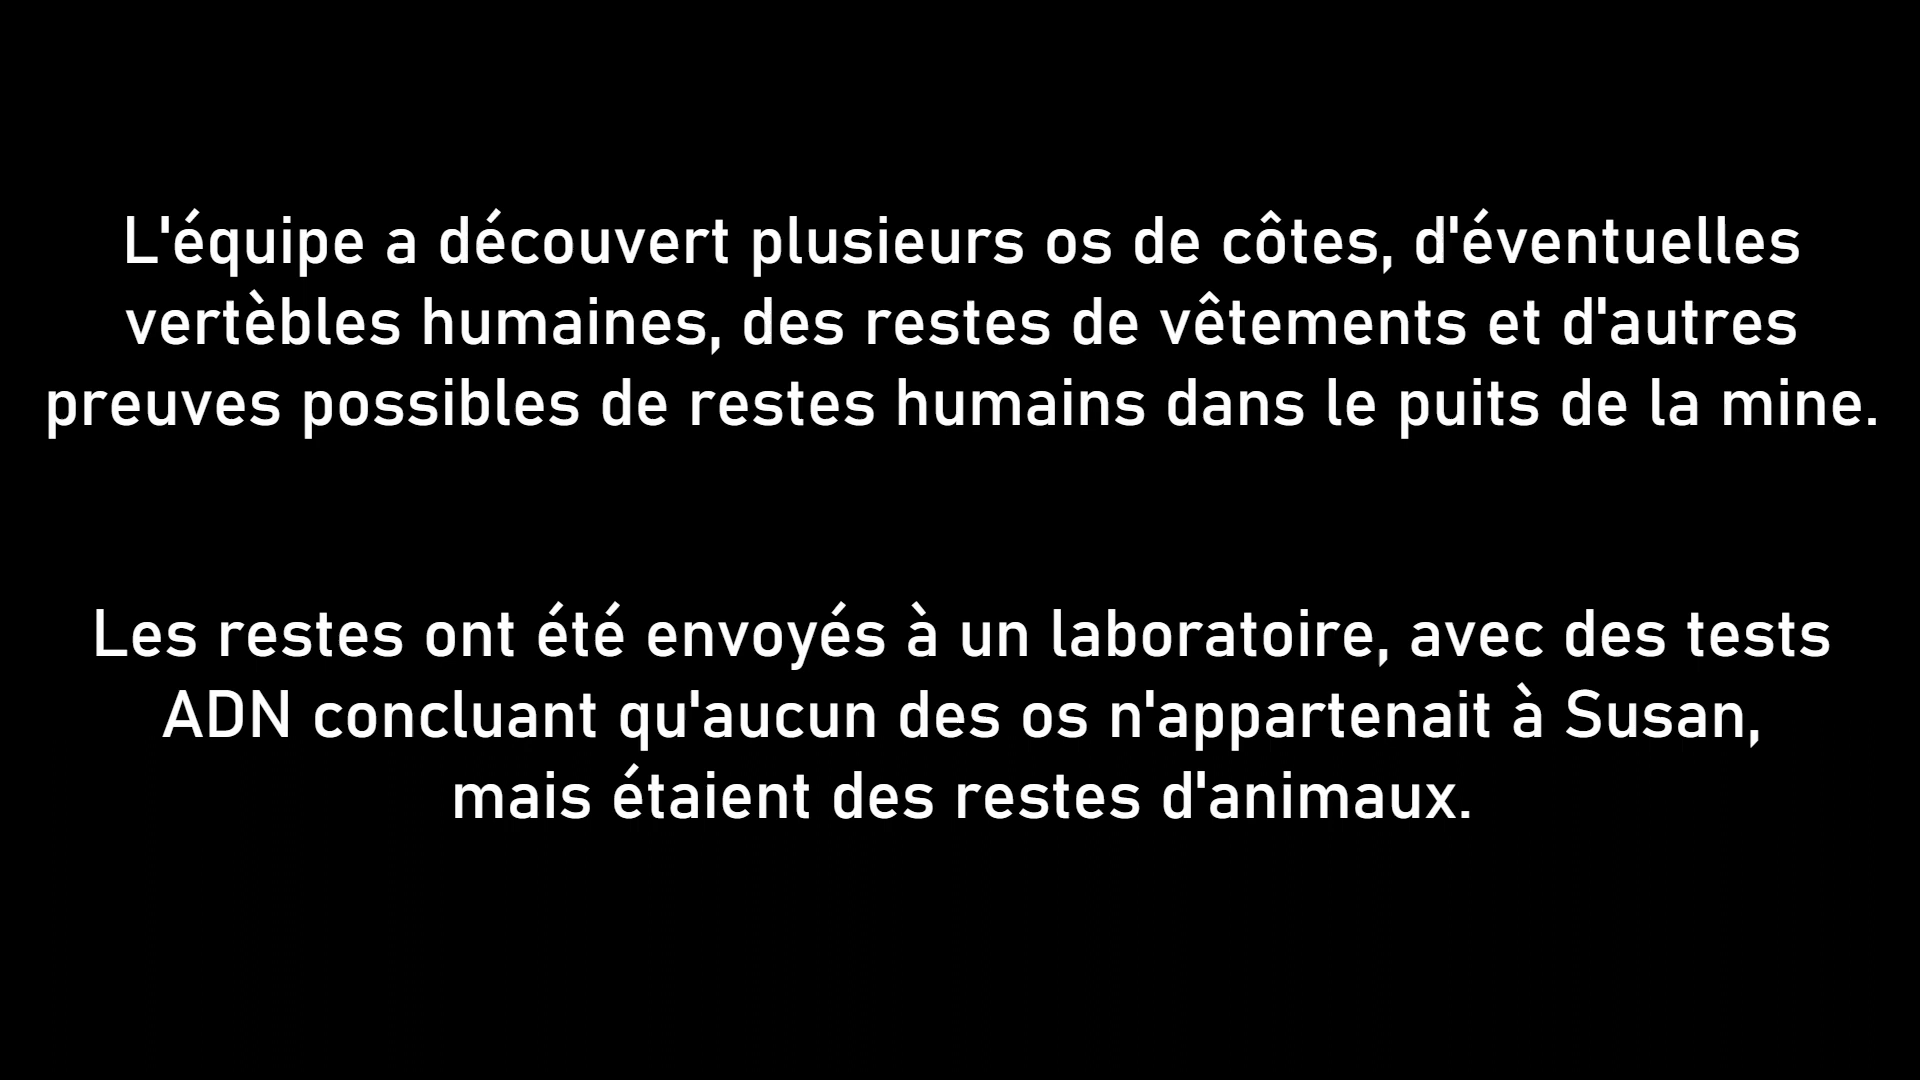 L'équipe a découvert plusieurs os de côtes, d'éventuelles
vertèbles humaines, des restes de vêtements et d'autres
preuves possibles de restes humains dans le puits de la mine.
Les restes ont été envoyés à un laboratoire, avec des tests
ADN concluant qu'aucun des os n'appartenait à Susan,
mais étaient des restes d'animaux.